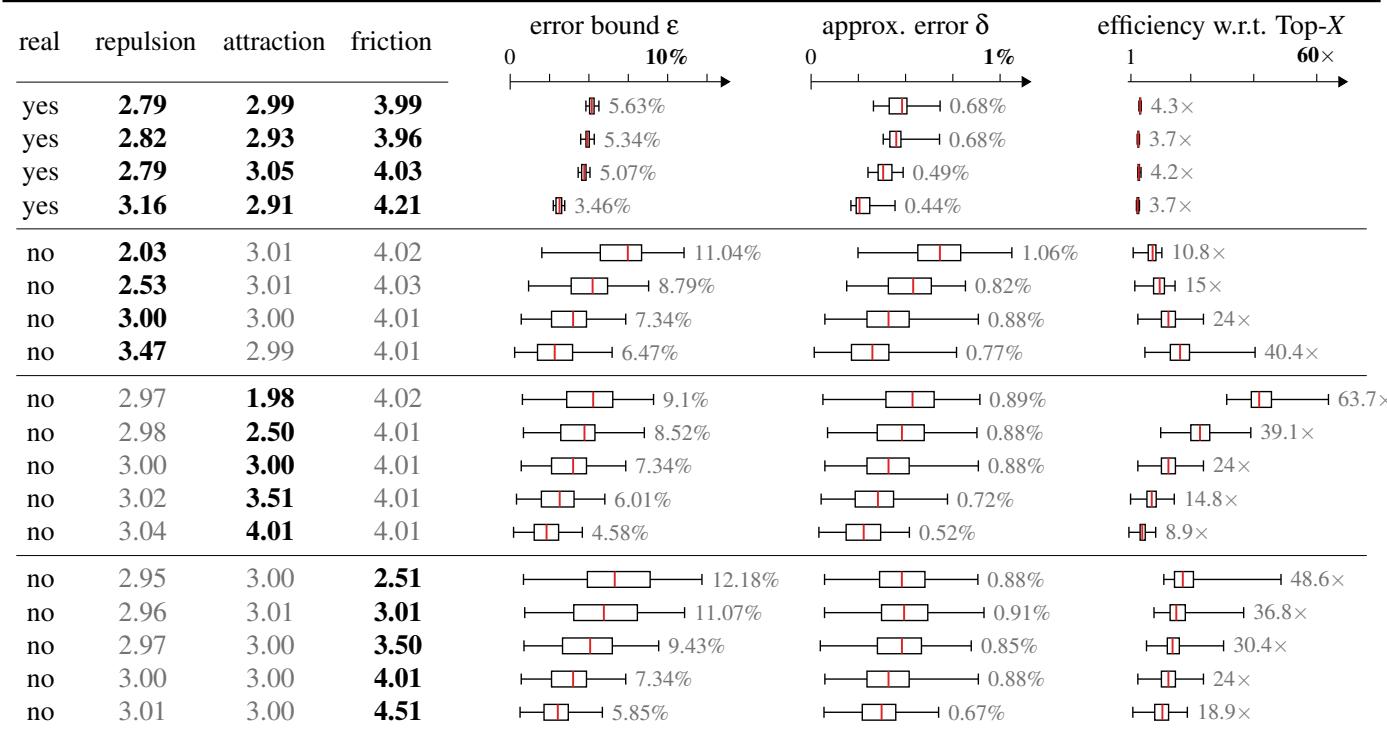 error bound ε approx. error δ efficiency w.r.t. Top-X
real repulsion attraction friction
0 10% 0 1% 1 60×
yes 2.79 2.99 3.99 5.63% 0.68% 4.3×
yes 2.82 2.93 3.96 5.34% 0.68% 3.7×
yes 2.79 3.05 4.03 5.07% 0.49% 4.2×
yes 3.16 2.91 4.21 3.46% 0.44% 3.7×
no 2.03 3.01 4.02 11.04% 1.06% 10.8×
no 2.53 3.01 4.03 8.79% 0.82% 15×
no 3.00 3.00 4.01 7.34% 0.88% 24×
no 3.47 2.99 4.01 6.47% 0.77% 40.4×
no 2.97 1.98 4.02 9.1% 0.89% 63.7×
no 2.98 2.50 4.01 8.52% 0.88% 39.1×
no 3.00 3.00 4.01 7.34% 0.88% 24×
no 3.02 3.51 4.01 6.01% 0.72% 14.8×
no 3.04 4.01 4.01 4.58% 0.52% 8.9×
no 2.95 3.00 2.51 12.18% 0.88% 48.6×
no 2.96 3.01 3.01 11.07% 0.91% 36.8×
no 2.97 3.00 3.50 9.43% 0.85% 30.4×
no 3.00 3.00 4.01 7.34% 0.88% 24×
no 3.01 3.00 4.51 5.85% 0.67% 18.9×